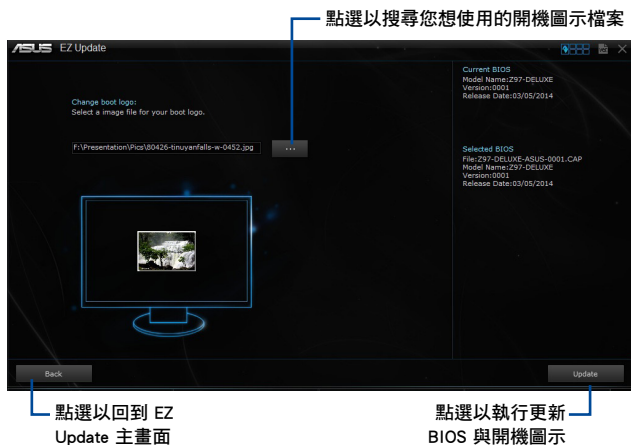 點選以搜尋您想使用的開機圖示檔案
ASUS EZ Update
Current BIOS
Model Name:Z97-DELUXE
Version:0001
Release Date:03/05/2014
Change boot logo:
Select a image file for your boot logo.
F:\Presentation\Pics\80426-tinuyanfalls-w-0452.jpg
...
Selected BIOS
File:Z97-DELUXE-ASUS-0001.CAP
Model Name:Z97-DELUXE
Version:0001
Release Date:03/05/2014
Back
Update
點選以回到 EZ
Update 主畫面
點選以執行更新
BIOS 與開機圖示